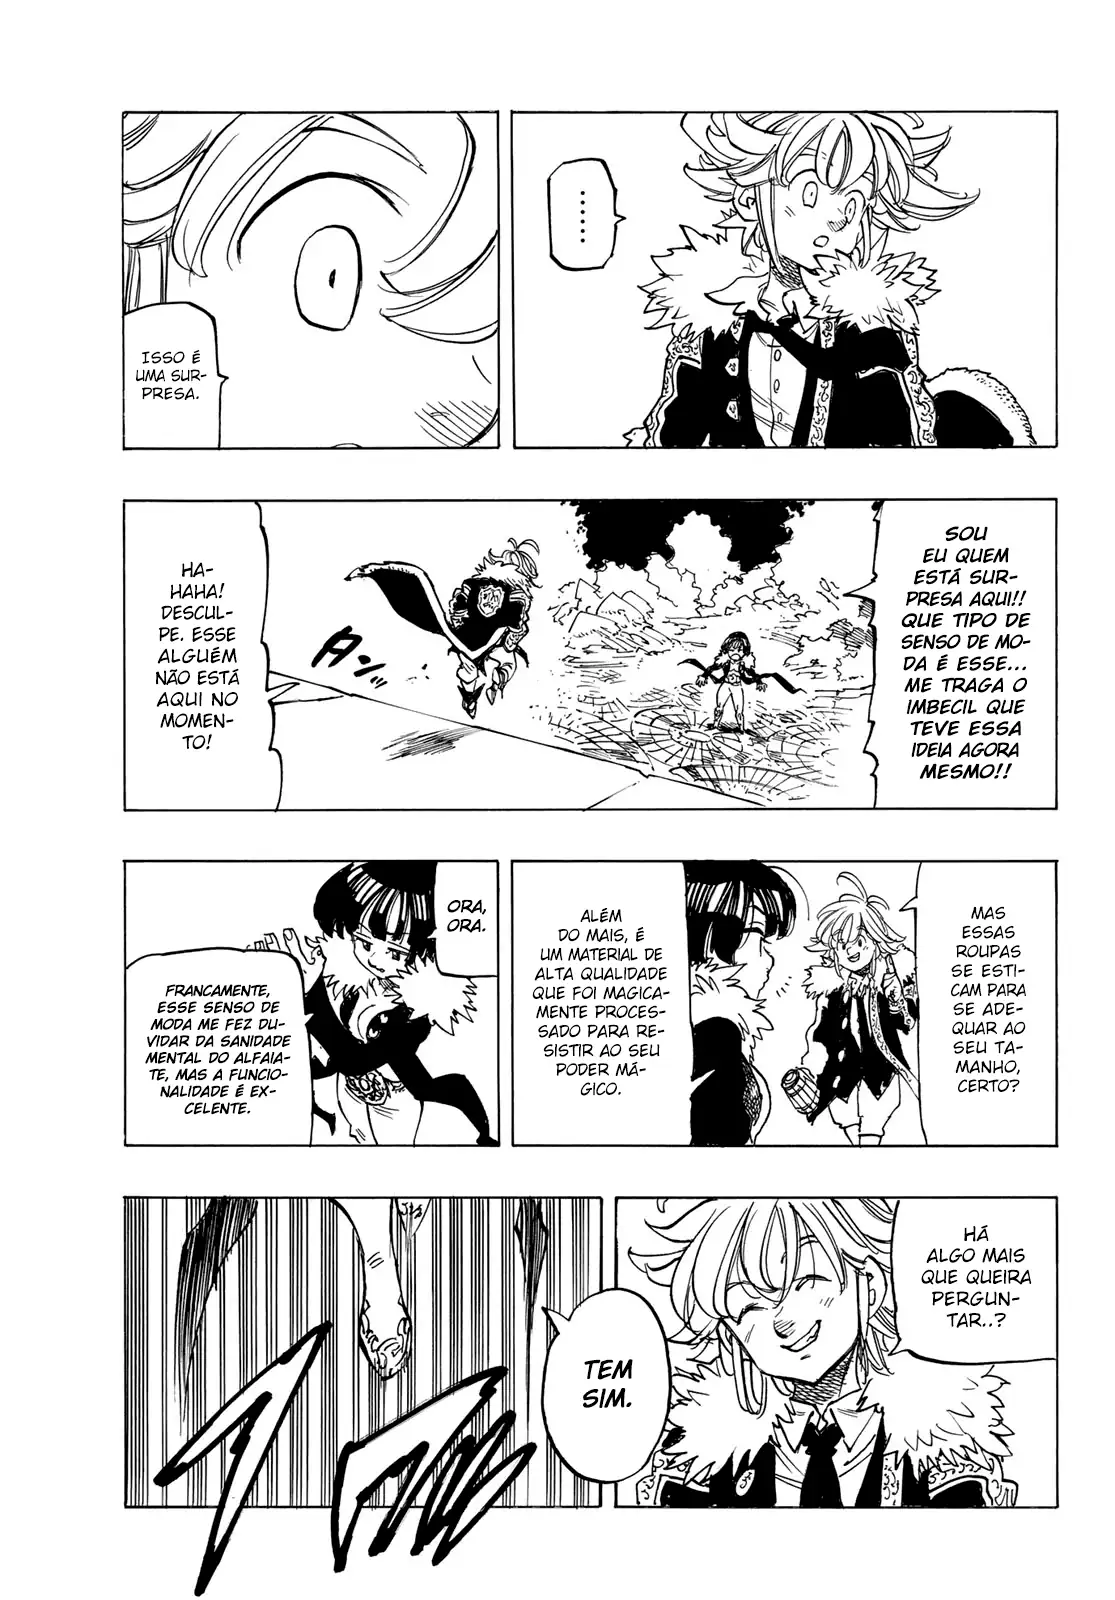 ......
ISSO É
UMA SUR-
PRESA.
SOU
EU QUEM
ESTÁ SUR-
PRESA AQUI!!
QUE TIPO DE
SENSO DE MO-
DA É ESSE...
ME TRAGA O
IMBECIL QUE
TEVE ESSA
IDEIA AGORA
MESMO!!
HA-
HAHA!
DESCUL-
PE. ESSE
ALGUÉM
NÃO ESTÁ
AQUI NO
MOMEN-
TO!
MAS
ESSAS
ROUPAS
SE ESTI-
CAM PARA
SE ADE-
QUAR AO
SEU TA-
MANHO,
CERTO?
ALÉM
DO MAIS, É
UM MATERIAL DE
ALTA QUALIDADE
QUE FOI MAGICA-
MENTE PROCES-
SADO PARA RE-
SISTIR AO SEU
PODER MÁ-
GICO.
ORA,
ORA.
FRANCAMENTE,
ESSE SENSO DE
MODA ME FEZ DU-
VIDAR DA SANIDADE
MENTAL DO ALFAIA-
TE, MAS A FUNCIO-
NALIDADE É EX-
CELENTE.
HÁ
ALGO MAIS
QUE QUEIRA
PERGUN-
TAR..?
TEM
SIM.